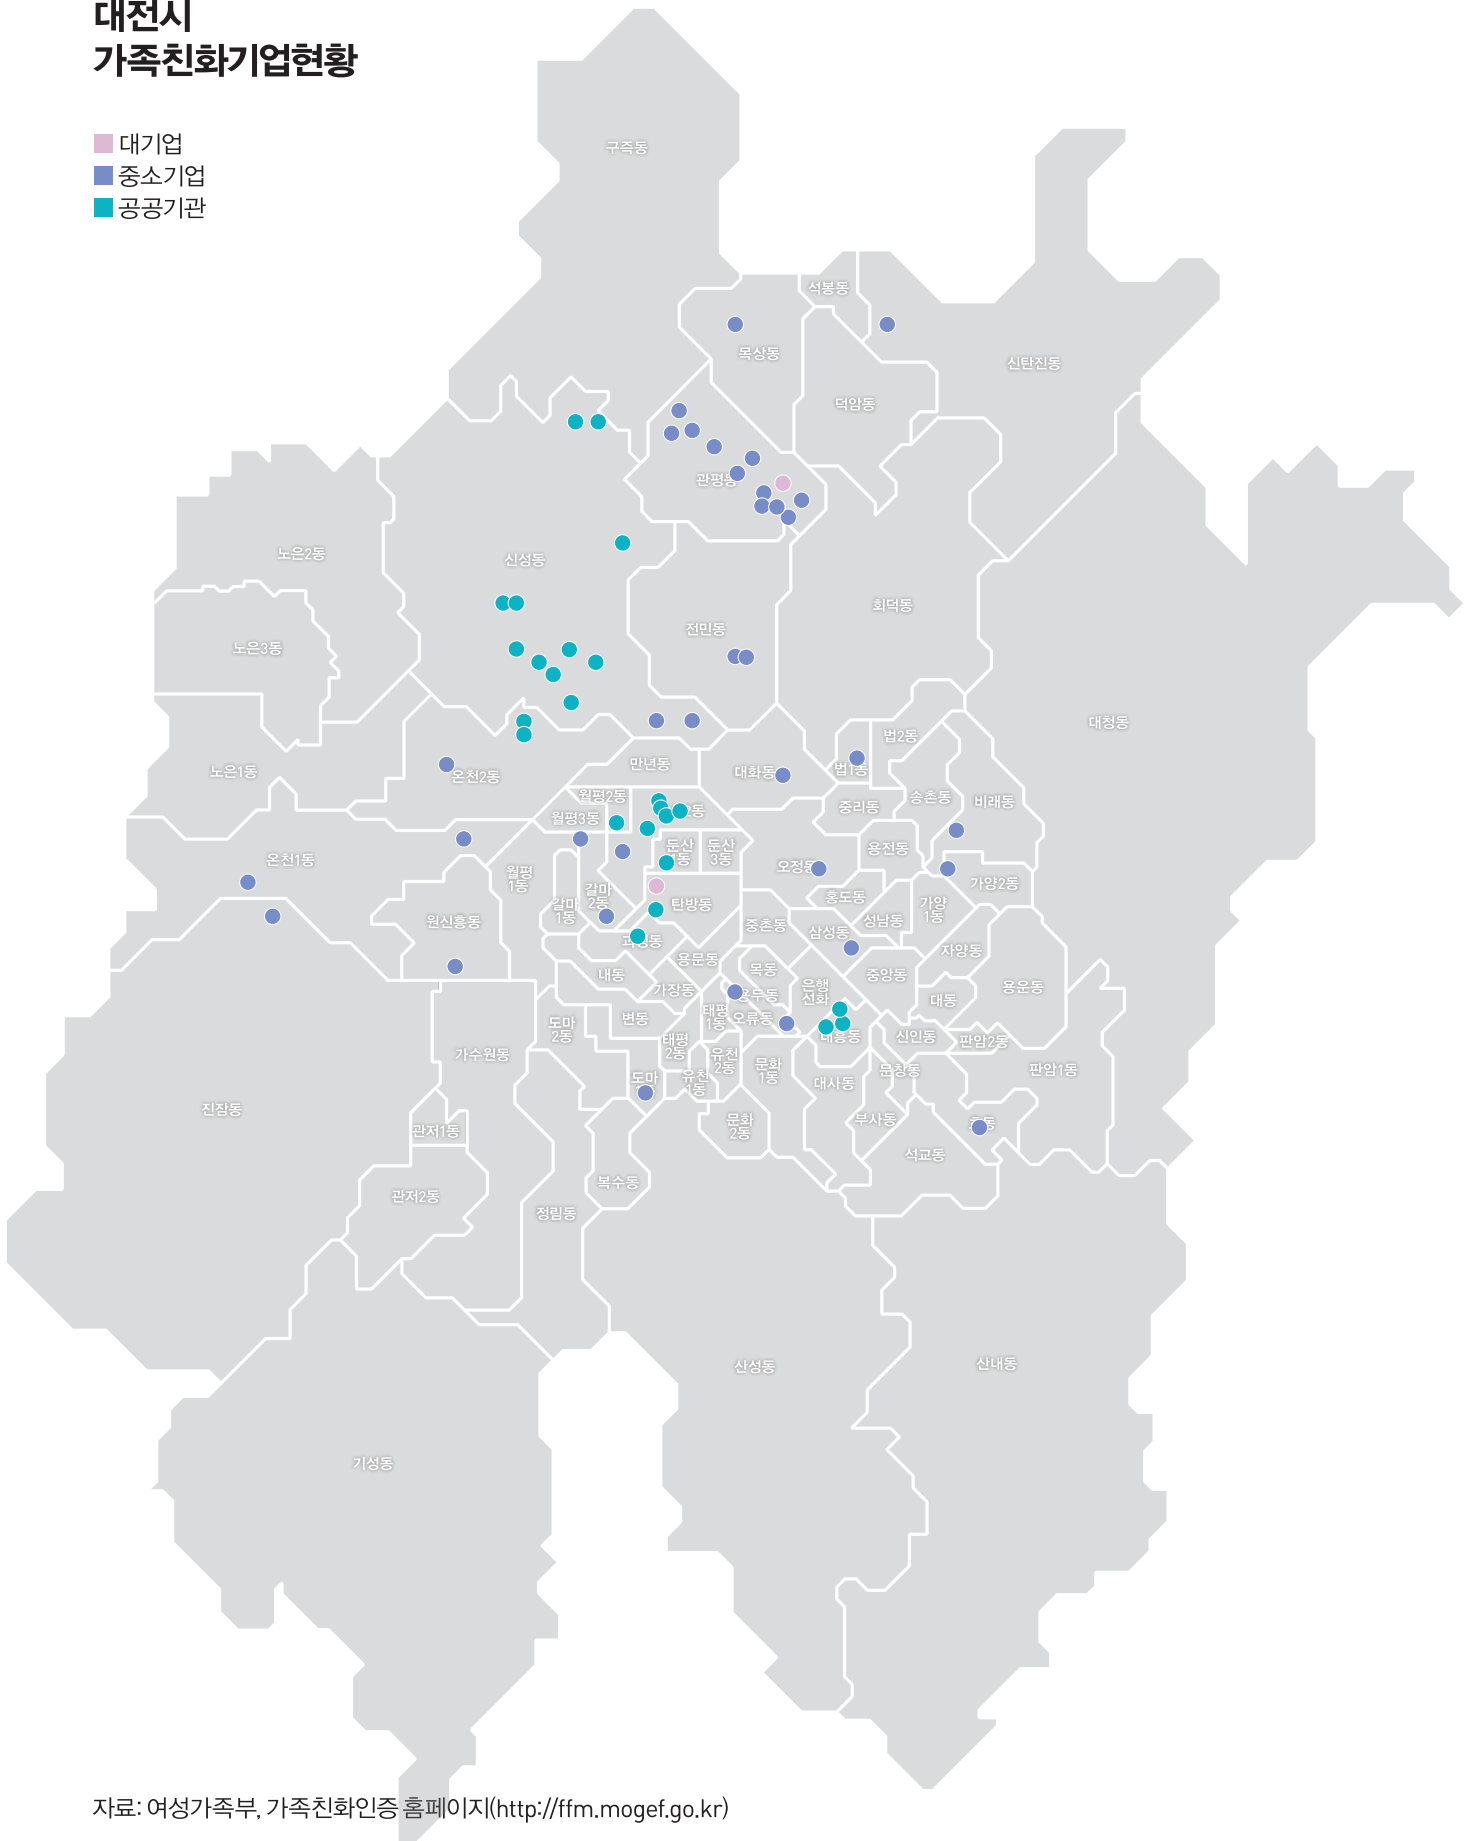 대전시
가족친화기업현황
대기업
중소기업
공공기관
구즉동
석봉동
목상동
신탄진동
덕암동
관평동
노은2동
신성동
회덕동
전민동
노은3동
대청동
법2동
노은1동
온천2동
만년동
대화동
법1동
월평2동
송촌동
비래동
중리동
2동
월평3동
용전동
둔산
1동
둔산
3동
온천1동
월평
1동
오정동
가양2동
갈마
2동
홍도동
탄방동
갈마
1동
가양
1동
원신흥동
중촌동
삼성동
성남동
괴정동
자양동
용문동
목동
내동
중앙동
은행
선화
용운동
가장동
용두동
대동
태평
1동
오류동
변동
도마
2동
대흥동
신인동
판암2동
태평
2동
가수원동
유천
2동
문화
1동
문창동
판암1동
도마
유천
1동
대사동
진잠동
부사동
문화
2동
관저1동
석교동
복수동
관저2동
정림동
산성동
산내동
기성동
자료: 여성가족부, 가족친화인증 홈페이지(http://ffm.mogef.go.kr)